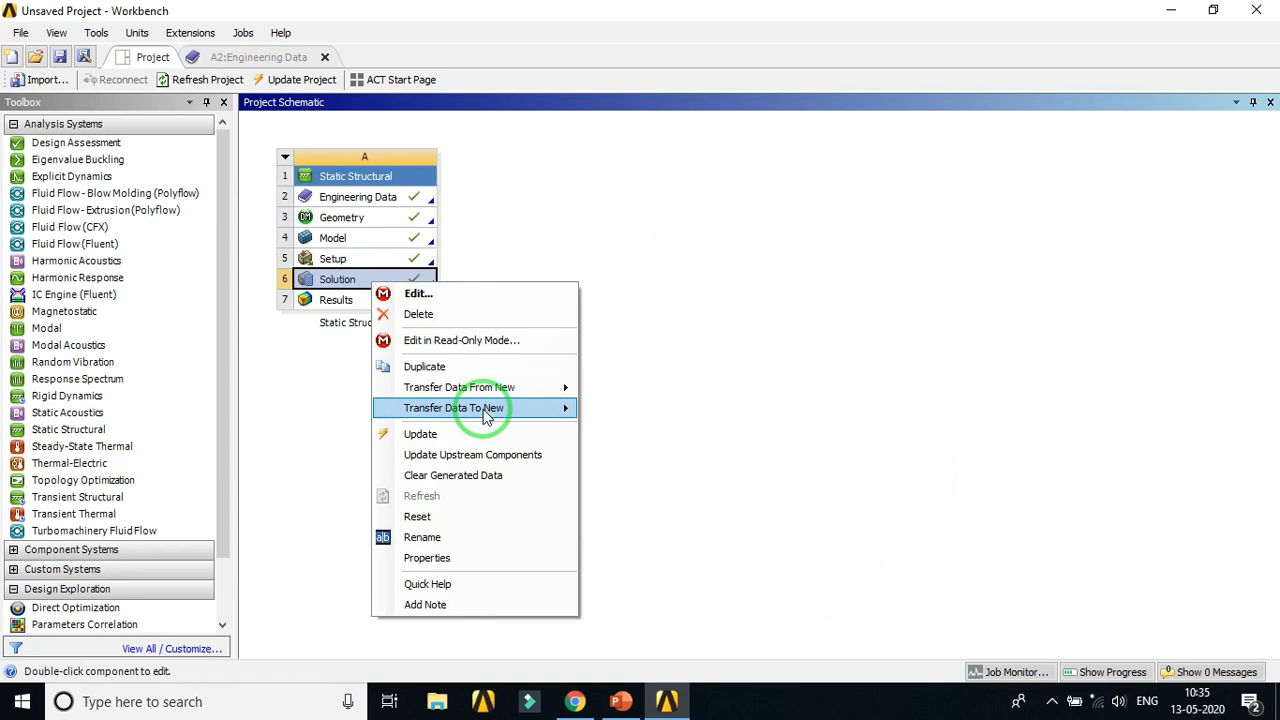 Unsaved Project - Workbench
File View Tools Units Extensions Jobs Help
Project A2:Engineering Data
Import... Reconnect Refresh Project Update Project ACT Start Page
Toolbox
Project Schematic
Analysis Systems
Design Assessment
Eigenvalue Buckling
Explicit Dynamics
Fluid Flow - Blow Molding (Polyflow)
Fluid Flow - Extrusion (Polyflow)
Fluid Flow (CFX)
Fluid Flow (Fluent)
Harmonic Acoustics
Harmonic Response
IC Engine (Fluent)
Magnetostatic
Modal
Modal Acoustics
Random Vibration
Response Spectrum
Rigid Dynamics
Static Acoustics
Static Structural
Steady-State Thermal
Thermal-Electric
Topology Optimization
Transient Structural
Transient Thermal
Turbomachinery Fluid Flow
Component Systems
Custom Systems
Design Exploration
Direct Optimization
Parameters Correlation
View All / Customize...
A
1 Static Structural
2 Engineering Data
DM
3 Geometry
4 Model
5 Setup
6 Solution
7 Results
Static Struc
Edit...
Delete
Edit in Read-Only Mode...
Duplicate
Transfer Data From New
Transfer Data To New
Update
Update Upstream Components
Clear Generated Data
Refresh
Reset
ab Rename
Properties
Quick Help
Add Note
Double-click component to edit.
Job Monitor... Show Progress Show 0 Messages
Type here to search
ENG
10:35
13-05-2020
2